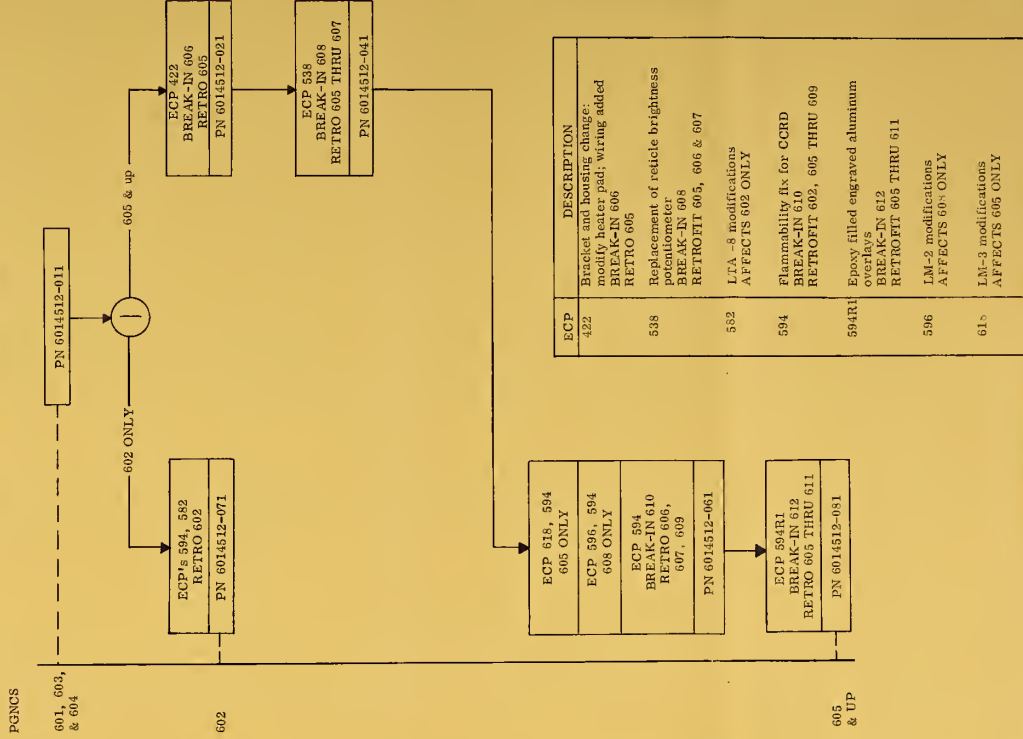 PGNCS
601, 603,
& 604
602
605
& UP
PN 6014512-011
602 ONLY
605 & up
ECP's 594, 582
RETRO 602
PN 6014512-071
ECP 422
BREAK-IN 606
RETRO 605
PN 6014512-021
ECP 538
BREAK-IN 608
RETRO 605 THRU 607
PN 6014512-041
ECP 618, 594
605 ONLY
ECP 596, 594
608 ONLY
ECP 594
BREAK-IN 610
RETRO 606,
607, 609
PN 6014512-061
ECP 594R1
BREAK-IN 612
RETRO 605 THRU 611
PN 6014512-081
ECP DESCRIPTION
422 Bracket and housing change:
modify heater pad; wiring added
BREAK-IN 606
RETRO 605
538 Replacement of reticle brightness
potentiometer
BREAK-IN 608
RETROFIT 605, 606 & 607
582 LTA -8 modifications
AFFECTS 602 ONLY
594 Flammability fix for CCRD
BREAK-IN 610
RETROFIT 602, 605 THRU 609
594R1 Epoxy filled engraved aluminum
overlays
BREAK-IN 612
RETROFIT 605 THRU 611
596 LM-2 modifications
AFFECTS 608 ONLY
618 LM-3 modifications
AFFECTS 605 ONLY